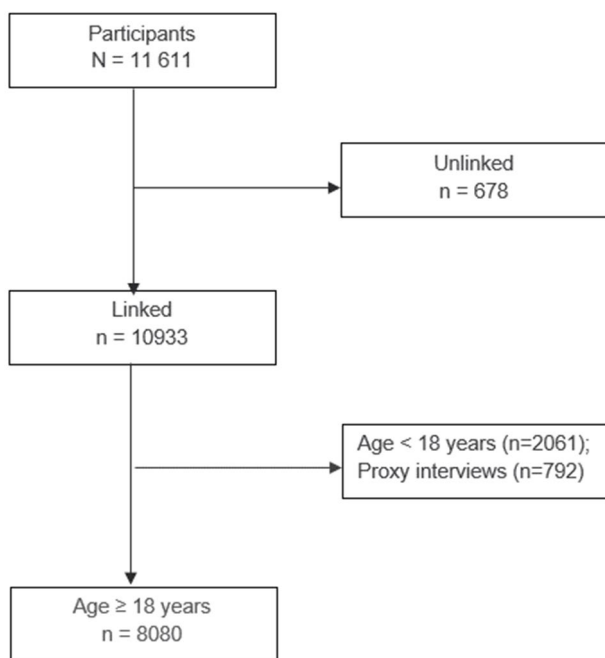 Participants
N = 11 611
Unlinked
n = 678
Linked
n = 10933
Age < 18 years (n=2061);
Proxy interviews (n=792)
Age ≥ 18 years
n = 8080